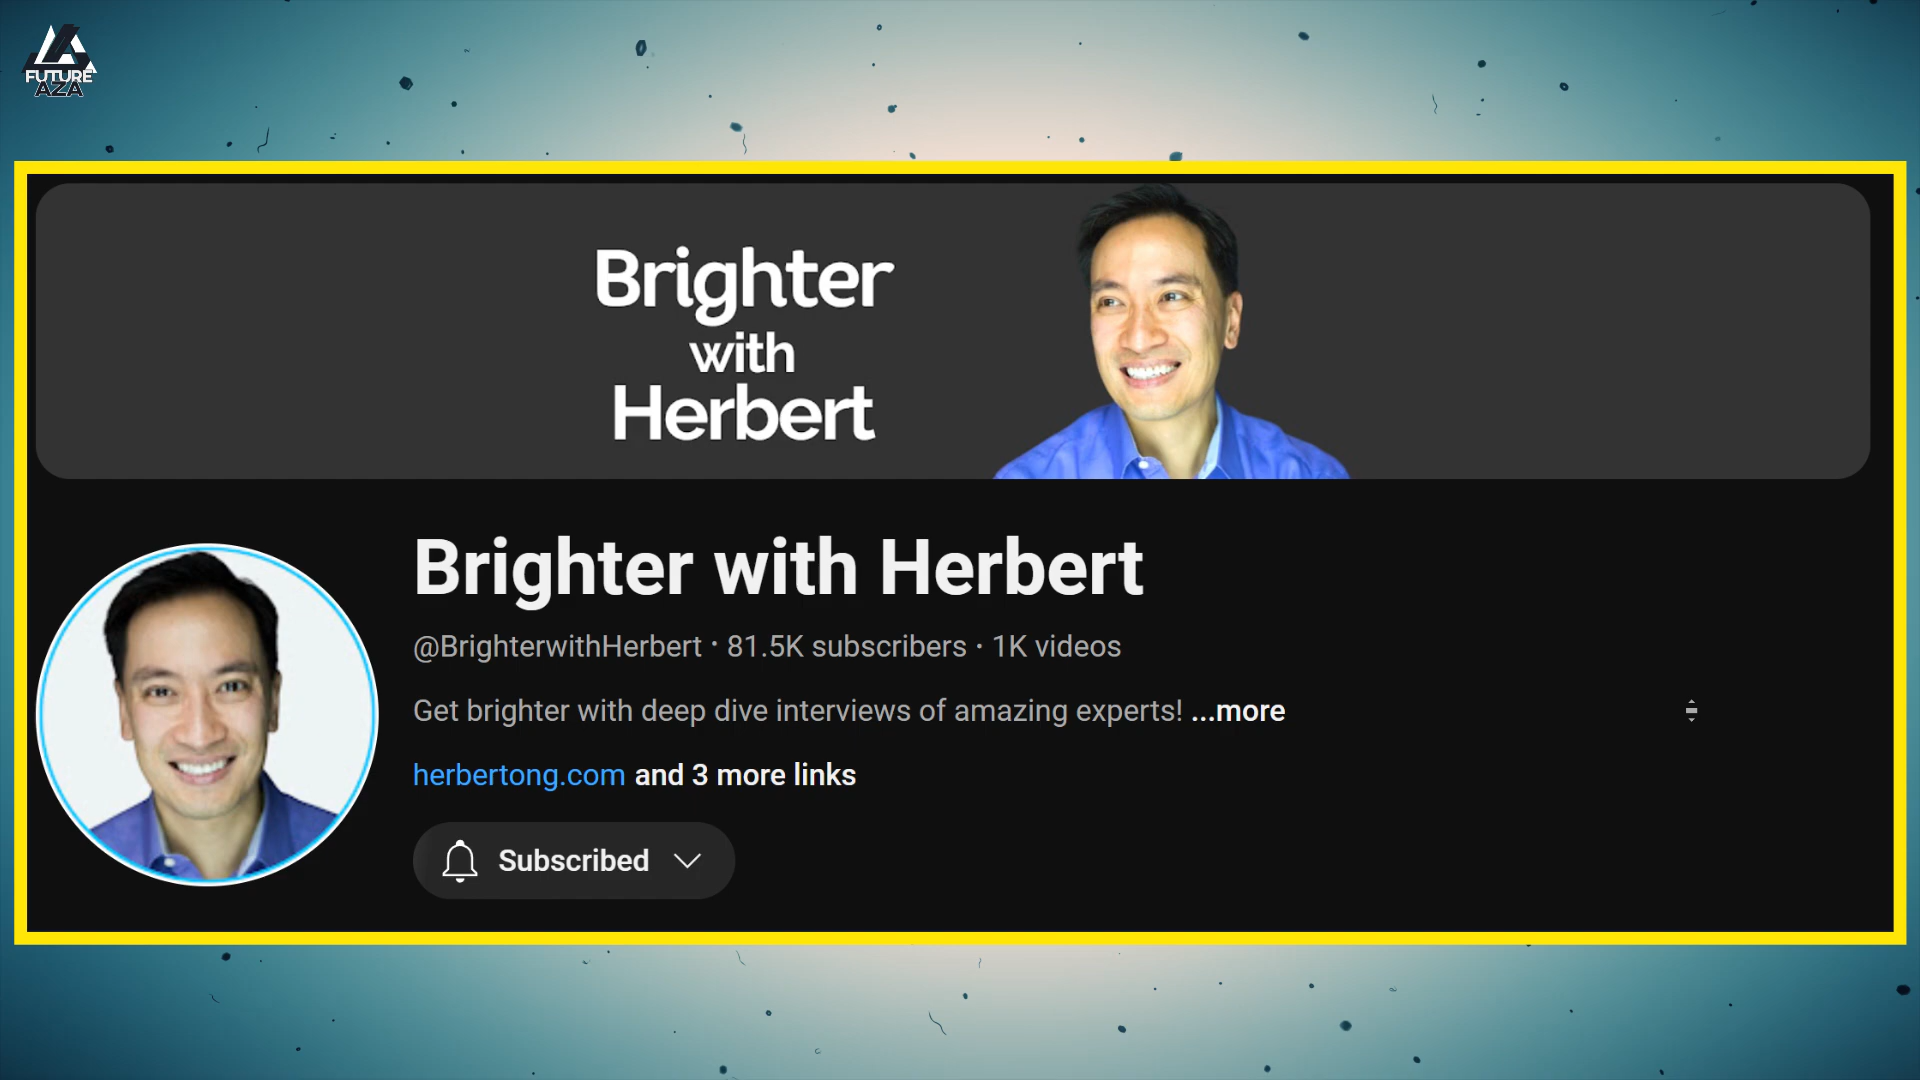 FUTURE
AZA
Brighter
with
Herbert
Brighter with Herbert
@BrighterwithHerbert · 81.5K subscribers · 1K videos
Get brighter with deep dive interviews of amazing experts! ...more
herbertong.com and 3 more links
Subscribed